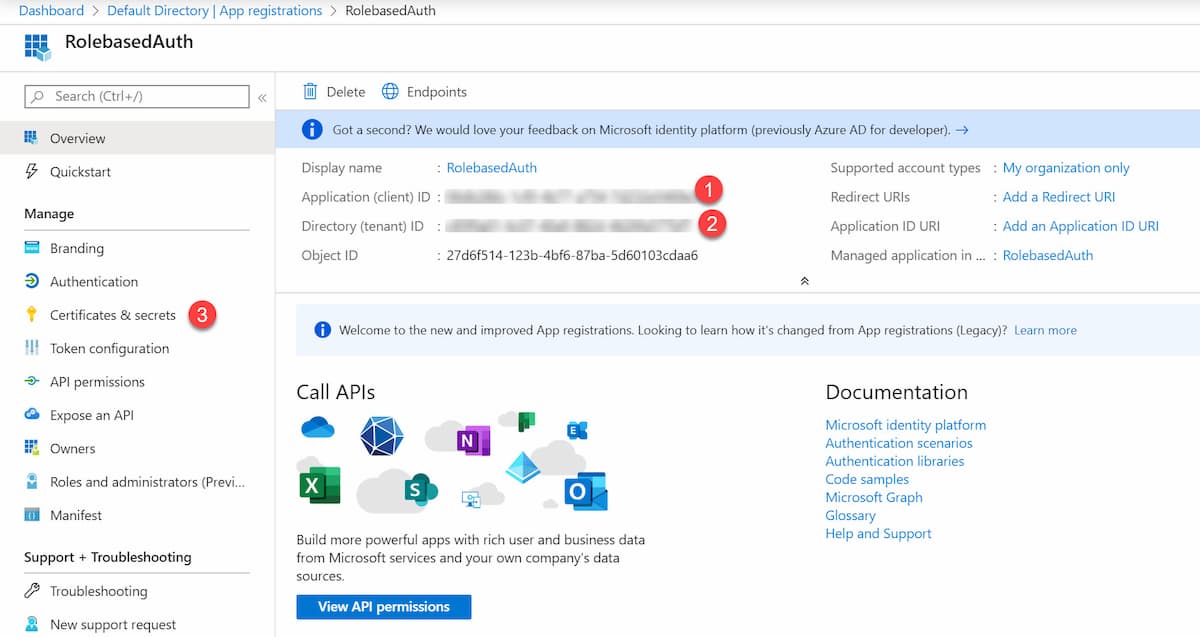 Dashboard > Default Directory | App registrations > RolebasedAuth
RolebasedAuth
Search (Ctrl+/)
«
Overview
Quickstart
Manage
Branding
Authentication
Certificates & secrets 3
Token configuration
API permissions
Expose an API
Owners
Roles and administrators (Previ...
Manifest
Support + Troubleshooting
Troubleshooting
New support request
Delete Endpoints
Got a second? We would love your feedback on Microsoft identity platform (previously Azure AD for developer). →
Display name : RolebasedAuth
Application (client) ID : 1
Directory (tenant) ID : 2
Object ID : 27d6f514-123b-4bf6-87ba-5d60103cdaa6
Supported account types : My organization only
Redirect URIs : Add a Redirect URI
Application ID URI : Add an Application ID URI
Managed application in ... : RolebasedAuth
Welcome to the new and improved App registrations. Looking to learn how it's changed from App registrations (Legacy)? Learn more
Call APIs
N
E
X
S
O
Build more powerful apps with rich user and business data
from Microsoft services and your own company's data
sources.
View API permissions
Documentation
Microsoft identity platform
Authentication scenarios
Authentication libraries
Code samples
Microsoft Graph
Glossary
Help and Support